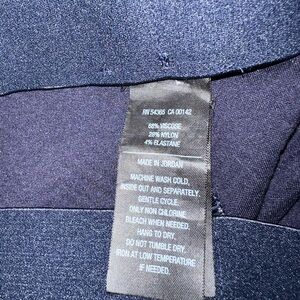 RN 54365 CA 00142
68% VISCOSE
28% NYLON
4% ELASTANE
MADE IN JORDAN
MACHINE WASH COLD,
INSIDE OUT AND SEPARATELY.
GENTLE CYCLE.
ONLY NON CHLORINE
BLEACH WHEN NEEDED.
HANG TO DRY.
DO NOT TUMBLE DRY.
IRON AT LOW TEMPERATURE
IF NEEDED.